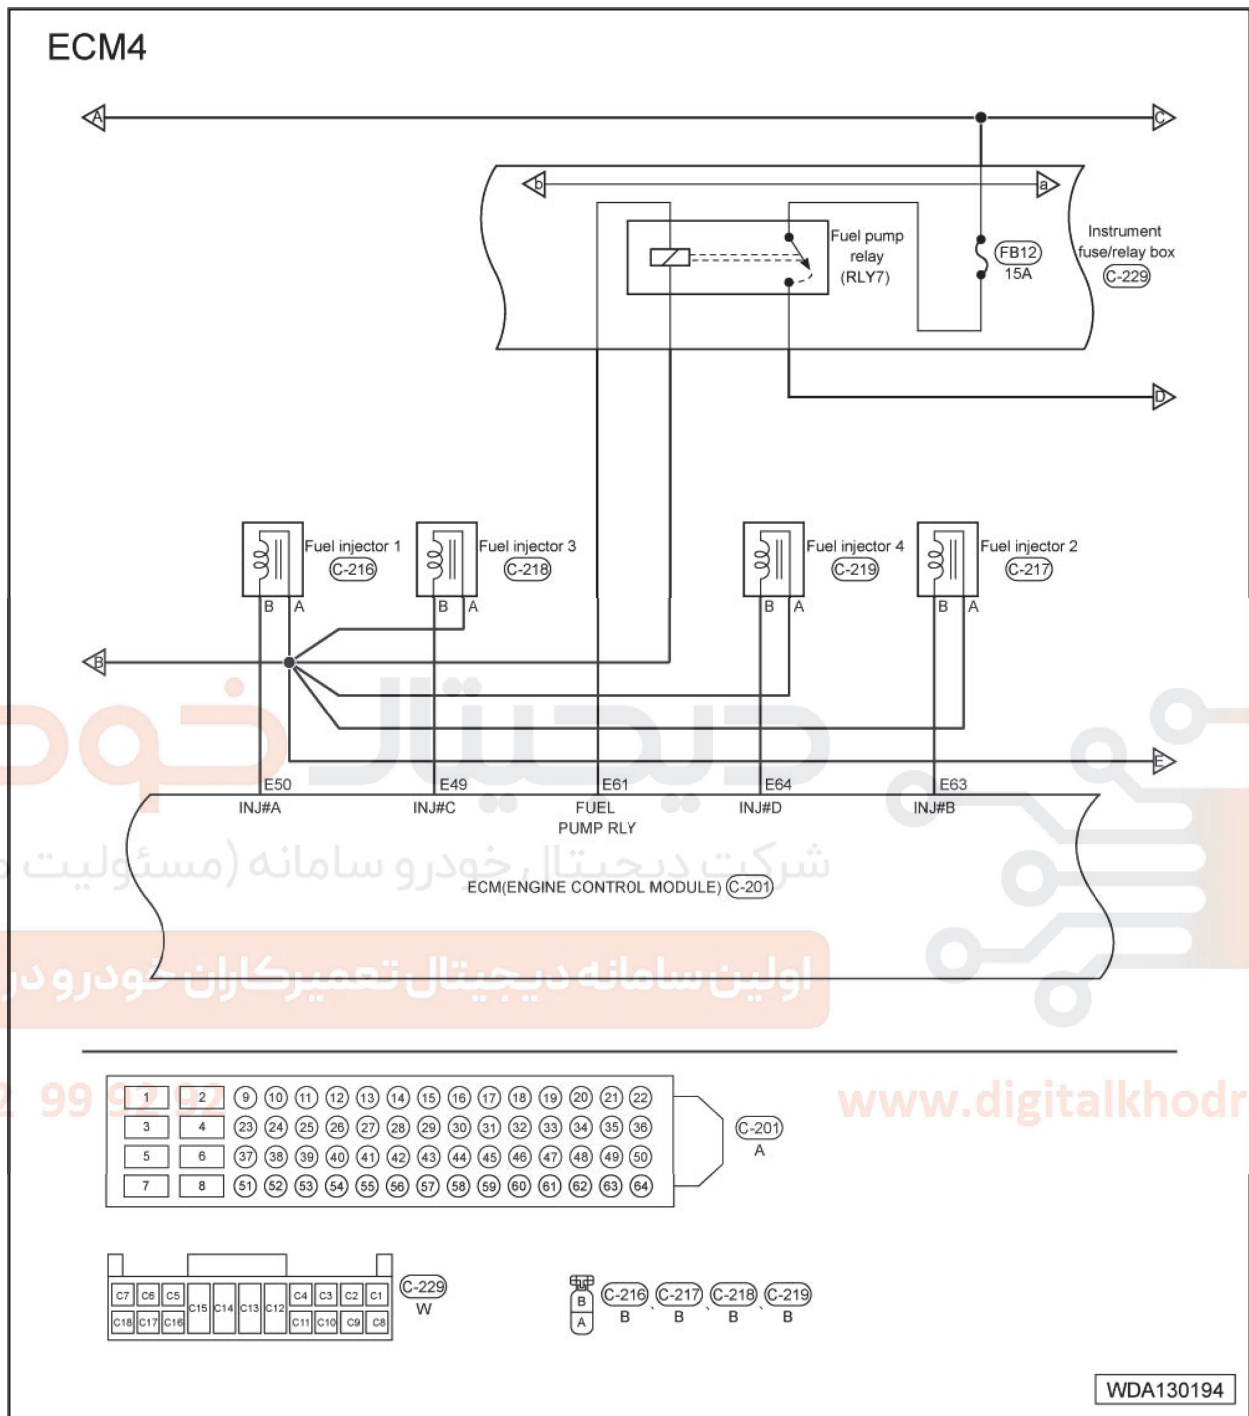 ECM4
A
C
b
a
Fuel pump
relay
(RLY7)
FB12
15A
Instrument
fuse/relay box
C-229
D
Fuel injector 1
C-216
Fuel injector 3
C-218
Fuel injector 4
C-219
Fuel injector 2
C-217
B A
B A
B A
B A
B
E
دیجیتال خود
E50 E49 E61 E64 E63
INJ#A INJ#C FUEL INJ#D INJ#B
PUMP RLY
شرکت دیجیتال خودرو سامانه (مسئولیت
ECM(ENGINE CONTROL MODULE) C-201
اولین سامانه دیجیتال تعمیرکاران خودرو در
2 99 92 92
www.digitalkhodr
1 2 9 10 11 12 13 14 15 16 17 18 19 20 21 22
3 4 23 24 25 26 27 28 29 30 31 32 33 34 35 36
5 6 37 38 39 40 41 42 43 44 45 46 47 48 49 50
7 8 51 52 53 54 55 56 57 58 59 60 61 62 63 64
C-201
A
C7 C6 C5 C15 C14 C13 C12 C4 C3 C2 C1
C18 C17 C16 C11 C10 C9 C8
C-229
W
B
A
C-216 、 C-217 、 C-218 、 C-219
B B B B
WDA130194